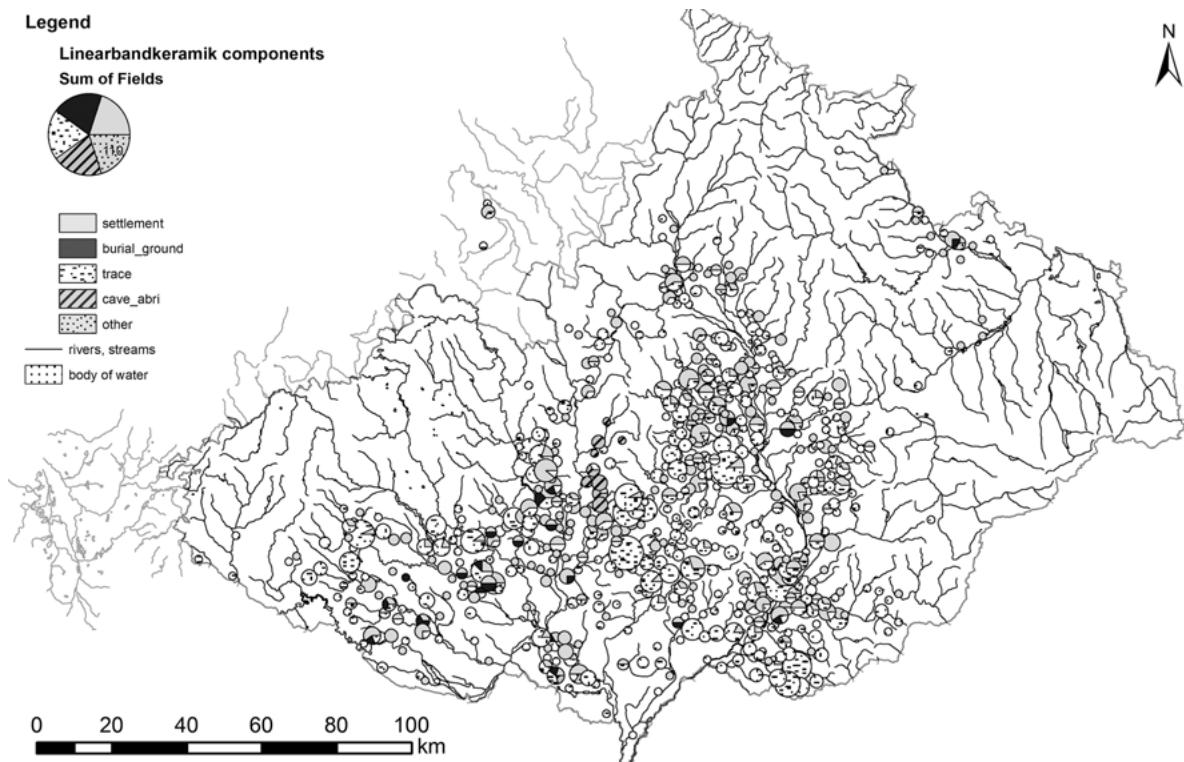 Legend
N
Linearbandkeramik components
Sum of Fields
110
settlement
burial_ground
trace
cave_abri
other
rivers, streams
body of water
0 20 40 60 80 100
km